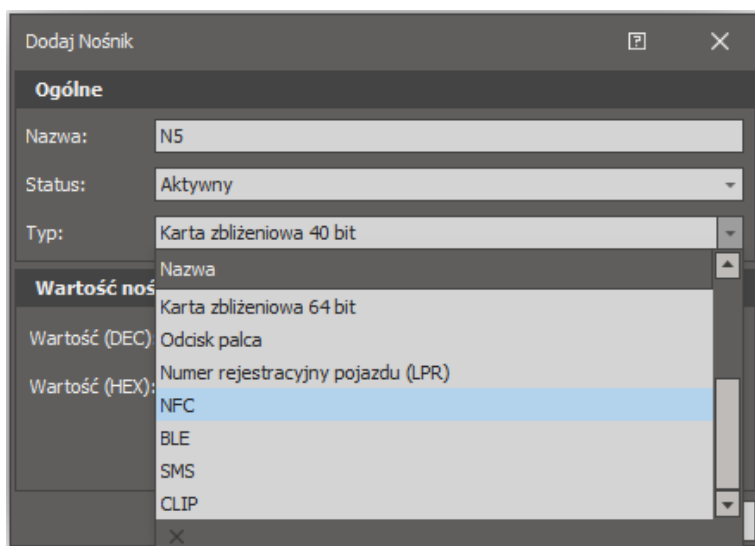 Dodaj Nośnik
Ogólne
Nazwa: N5
Status: Aktywny
Typ: Karta zbliżeniowa 40 bit
Nazwa
Wartość noś
Karta zbliżeniowa 64 bit
Wartość (DEC) Odcisk palca
Numer rejestracyjny pojazdu (LPR)
Wartość (HEX):
NFC
BLE
SMS
CLIP